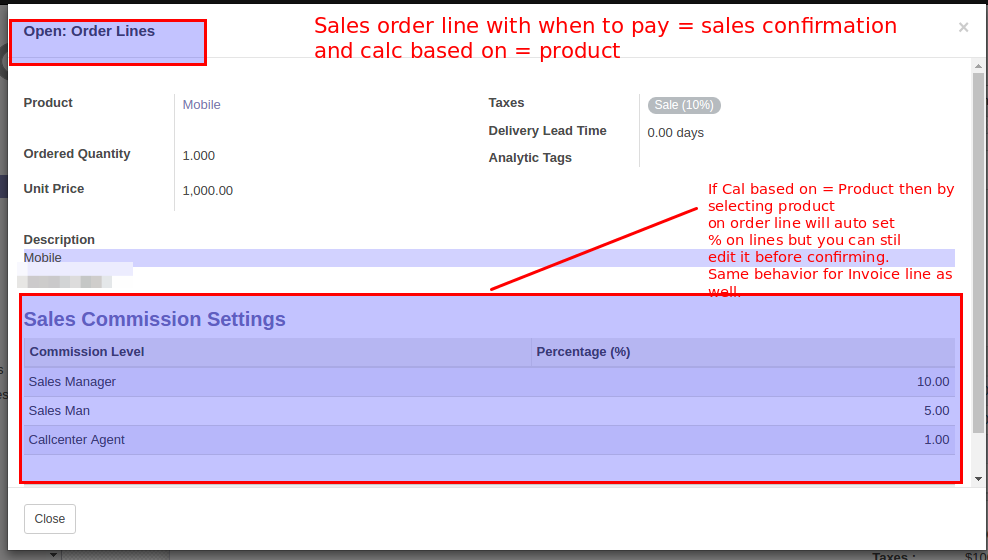 Open: Order Lines
Sales order line with when to pay = sales confirmation
and calc based on = product
×
Product
Mobile
Taxes
Sale (10%)
Delivery Lead Time
0.00 days
Ordered Quantity
1.000
Analytic Tags
Unit Price
1,000.00
If Cal based on = Product then by
selecting product
on order line will auto set
% on lines but you can stil
edit it before confirming.
Same behavior for Invoice line as
well.
Description
Mobile
Sales Commission Settings
Commission Level
Percentage (%)
Sales Manager
10.00
Sales Man
5.00
Callcenter Agent
1.00
Close
Taxes :